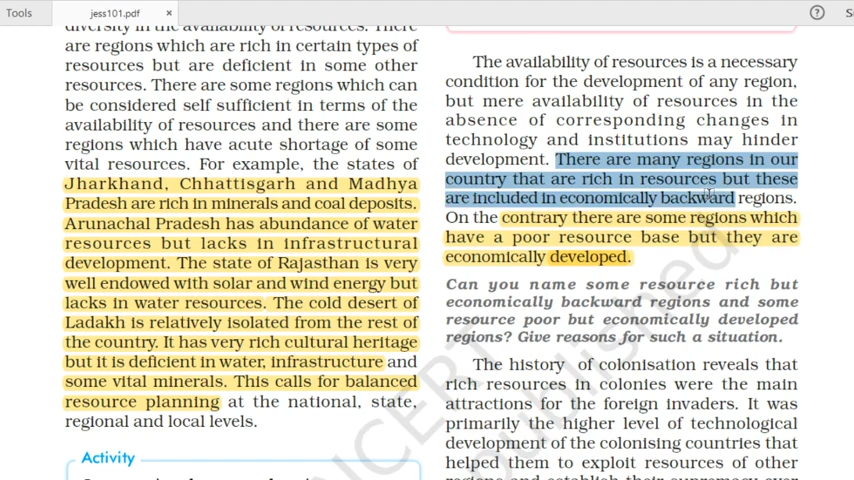 Tools
jess101.pdf
×
?
diversity in the availability of resources. There
are regions which are rich in certain types of
resources but are deficient in some other
resources. There are some regions which can
be considered self sufficient in terms of the
availability of resources and there are some
regions which have acute shortage of some
vital resources. For example, the states of
Jharkhand, Chhattisgarh and Madhya
Pradesh are rich in minerals and coal deposits.
Arunachal Pradesh has abundance of water
resources but lacks in infrastructural
development. The state of Rajasthan is very
well endowed with solar and wind energy but
lacks in water resources. The cold desert of
Ladakh is relatively isolated from the rest of
the country. It has very rich cultural heritage
but it is deficient in water, infrastructure and
some vital minerals. This calls for balanced
resource planning at the national, state,
regional and local levels.
Activity
The availability of resources is a necessary
condition for the development of any region,
but mere availability of resources in the
absence of corresponding changes in
technology and institutions may hinder
development. There are many regions in our
country that are rich in resources but these
are included in economically backward regions.
On the contrary there are some regions which
have a poor resource base but they are
economically developed.
Can you name some resource rich but
economically backward regions and some
resource poor but economically developed
regions? Give reasons for such a situation.
The history of colonisation reveals that
rich resources in colonies were the main
attractions for the foreign invaders. It was
primarily the higher level of technological
development of the colonising countries that
helped them to exploit resources of other
regions and establish their supremacy over
NCERT
published